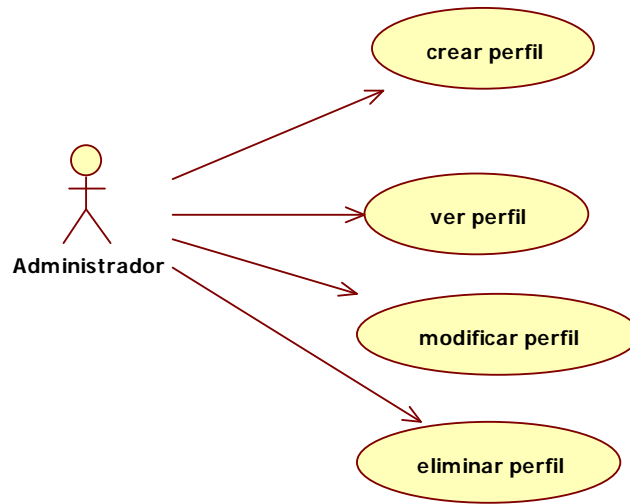 crear perfil
ver perfil
Administrador
modificar perfil
eliminar perfil